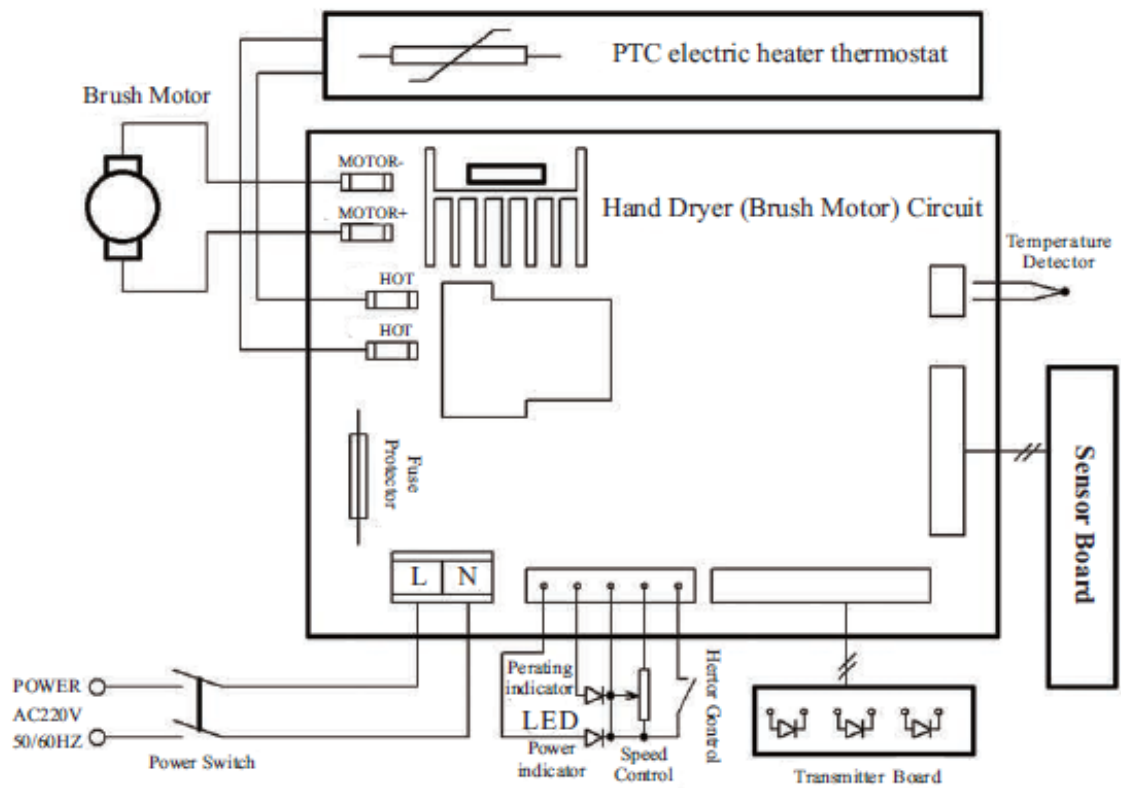 PTC electric heater thermostat
Brush Motor
MOTOR-
MOTOR+
Hand Dryer (Brush Motor) Circuit
HOT
HOT
Temperature
Detector
Fuse
Protector
Sensor Board
L N
POWER
AC220V
50/60HZ
Power Switch
Perating
indicator
LED
Power
indicator
Speed
Control
Hertor Gontrol
Transmitter Board